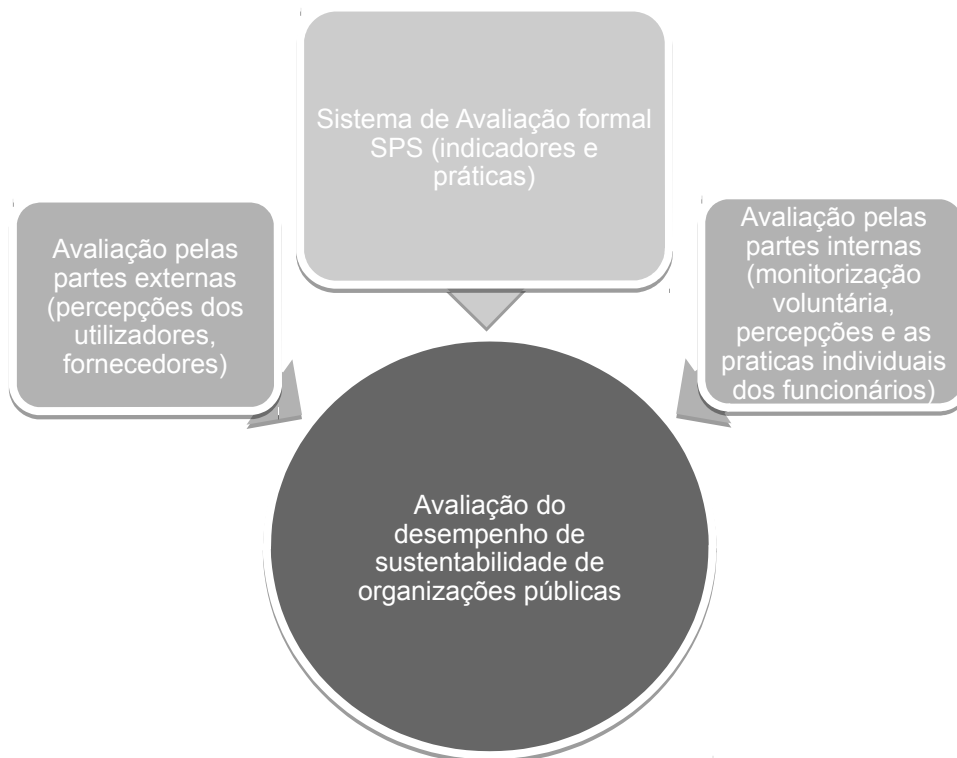 Sistema de Avaliação formal
SPS (indicadores e
práticas)
Avaliação pelas
partes externas
(percepções dos
utilizadores,
fornecedores)
Avaliação pelas
partes internas
(monitorização
voluntária,
percepções e as
praticas individuais
dos funcionários)
Avaliação do
desempenho de
sustentabilidade de
organizações públicas